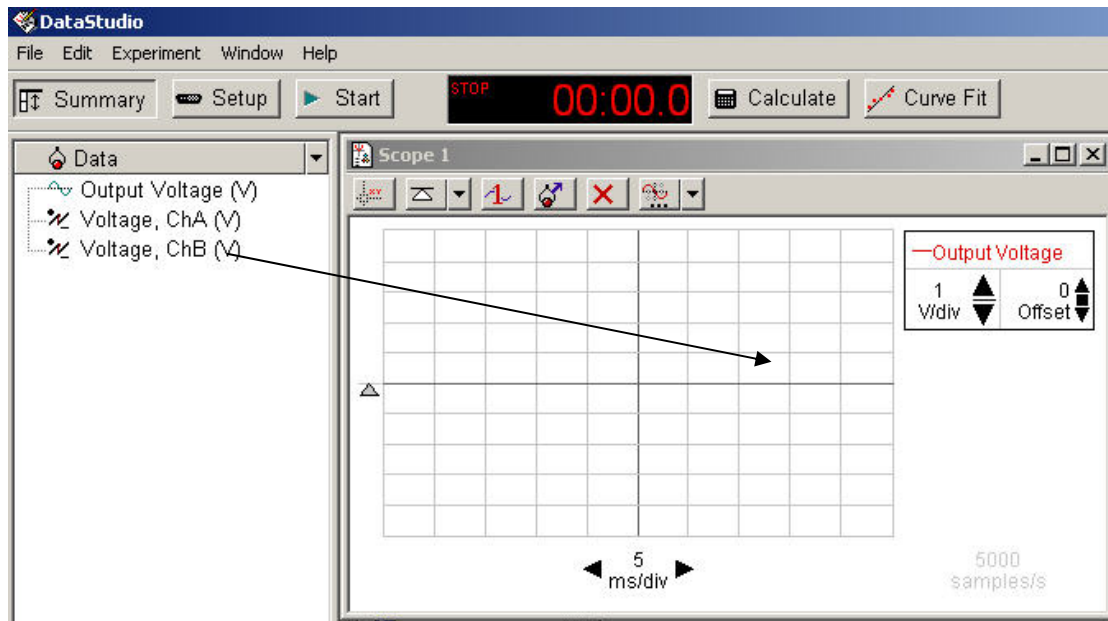 DataStudio
File Edit Experiment Window Help
Summary Setup Start STOP 00:00.0 Calculate Curve Fit
Data
Output Voltage (V)
Voltage, ChA (V)
Voltage, ChB (V)
Scope 1
XY
Output Voltage
1 0
V/div Offset
5
ms/div
5000
samples/s